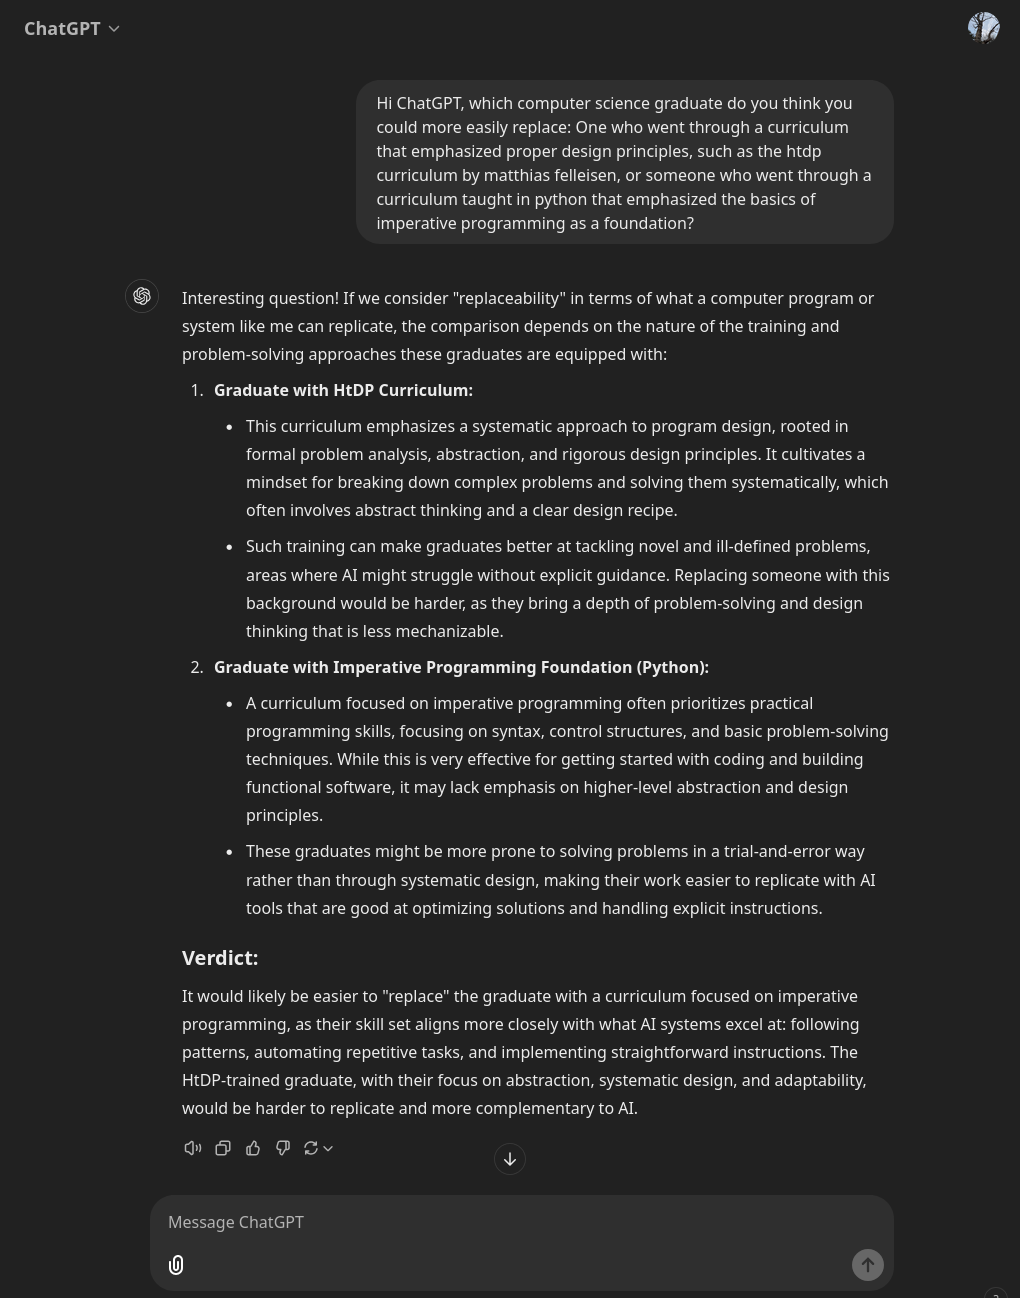 ChatGPT
Hi ChatGPT, which computer science graduate do you think you
could more easily replace: One who went through a curriculum
that emphasized proper design principles, such as the htdp
curriculum by matthias felleisen, or someone who went through a
curriculum taught in python that emphasized the basics of
imperative programming as a foundation?
Interesting question! If we consider "replaceability" in terms of what a computer program or
system like me can replicate, the comparison depends on the nature of the training and
problem-solving approaches these graduates are equipped with:
1. Graduate with HtDP Curriculum:
• This curriculum emphasizes a systematic approach to program design, rooted in
formal problem analysis, abstraction, and rigorous design principles. It cultivates a
mindset for breaking down complex problems and solving them systematically, which
often involves abstract thinking and a clear design recipe.
• Such training can make graduates better at tackling novel and ill-defined problems,
areas where AI might struggle without explicit guidance. Replacing someone with this
background would be harder, as they bring a depth of problem-solving and design
thinking that is less mechanizable.
2. Graduate with Imperative Programming Foundation (Python):
• A curriculum focused on imperative programming often prioritizes practical
programming skills, focusing on syntax, control structures, and basic problem-solving
techniques. While this is very effective for getting started with coding and building
functional software, it may lack emphasis on higher-level abstraction and design
principles.
• These graduates might be more prone to solving problems in a trial-and-error way
rather than through systematic design, making their work easier to replicate with AI
tools that are good at optimizing solutions and handling explicit instructions.
Verdict:
It would likely be easier to "replace" the graduate with a curriculum focused on imperative
programming, as their skill set aligns more closely with what AI systems excel at: following
patterns, automating repetitive tasks, and implementing straightforward instructions. The
HtDP-trained graduate, with their focus on abstraction, systematic design, and adaptability,
would be harder to replicate and more complementary to AI.
Message ChatGPT